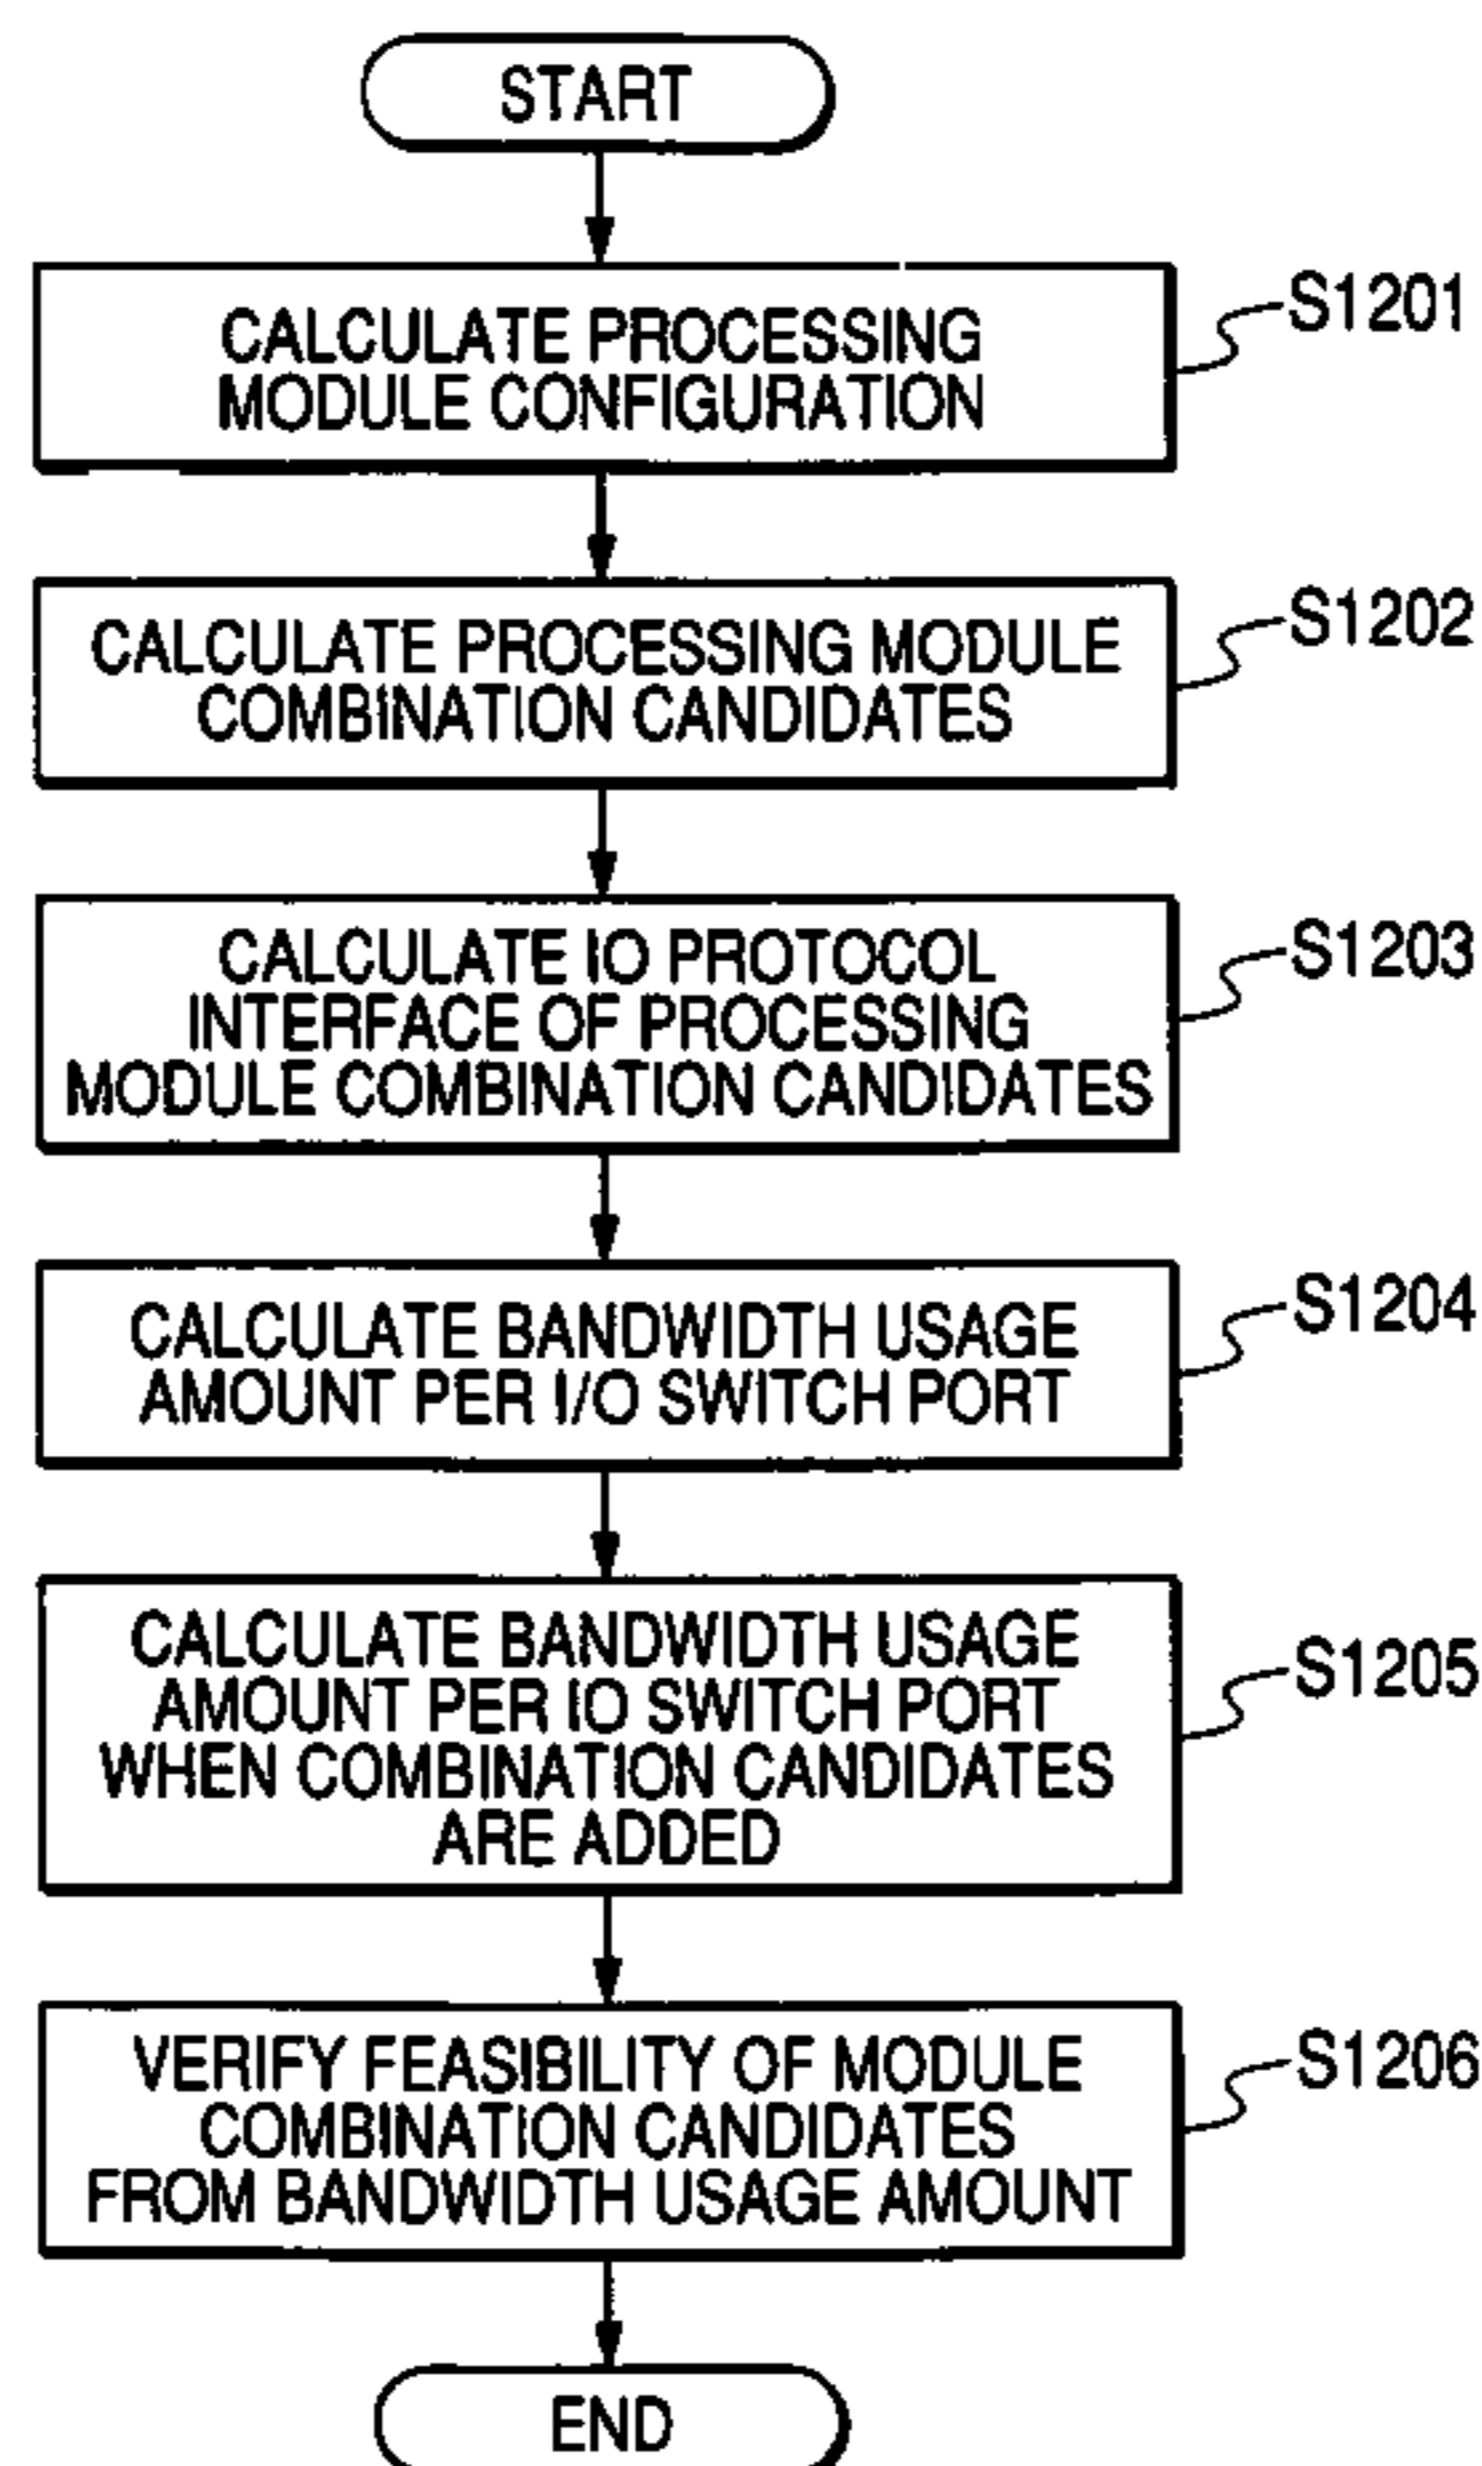 START
CALCULATE PROCESSING
MODULE CONFIGURATION
S1201
CALCULATE PROCESSING MODULE
COMBINATION CANDIDATES
S1202
CALCULATE IO PROTOCOL
INTERFACE OF PROCESSING
MODULE COMBINATION CANDIDATES
S1203
CALCULATE BANDWIDTH USAGE
AMOUNT PER I/O SWITCH PORT
S1204
CALCULATE BANDWIDTH USAGE
AMOUNT PER IO SWITCH PORT
WHEN COMBINATION CANDIDATES
ARE ADDED
S1205
VERIFY FEASIBILITY OF MODULE
COMBINATION CANDIDATES
FROM BANDWIDTH USAGE AMOUNT
S1206
END